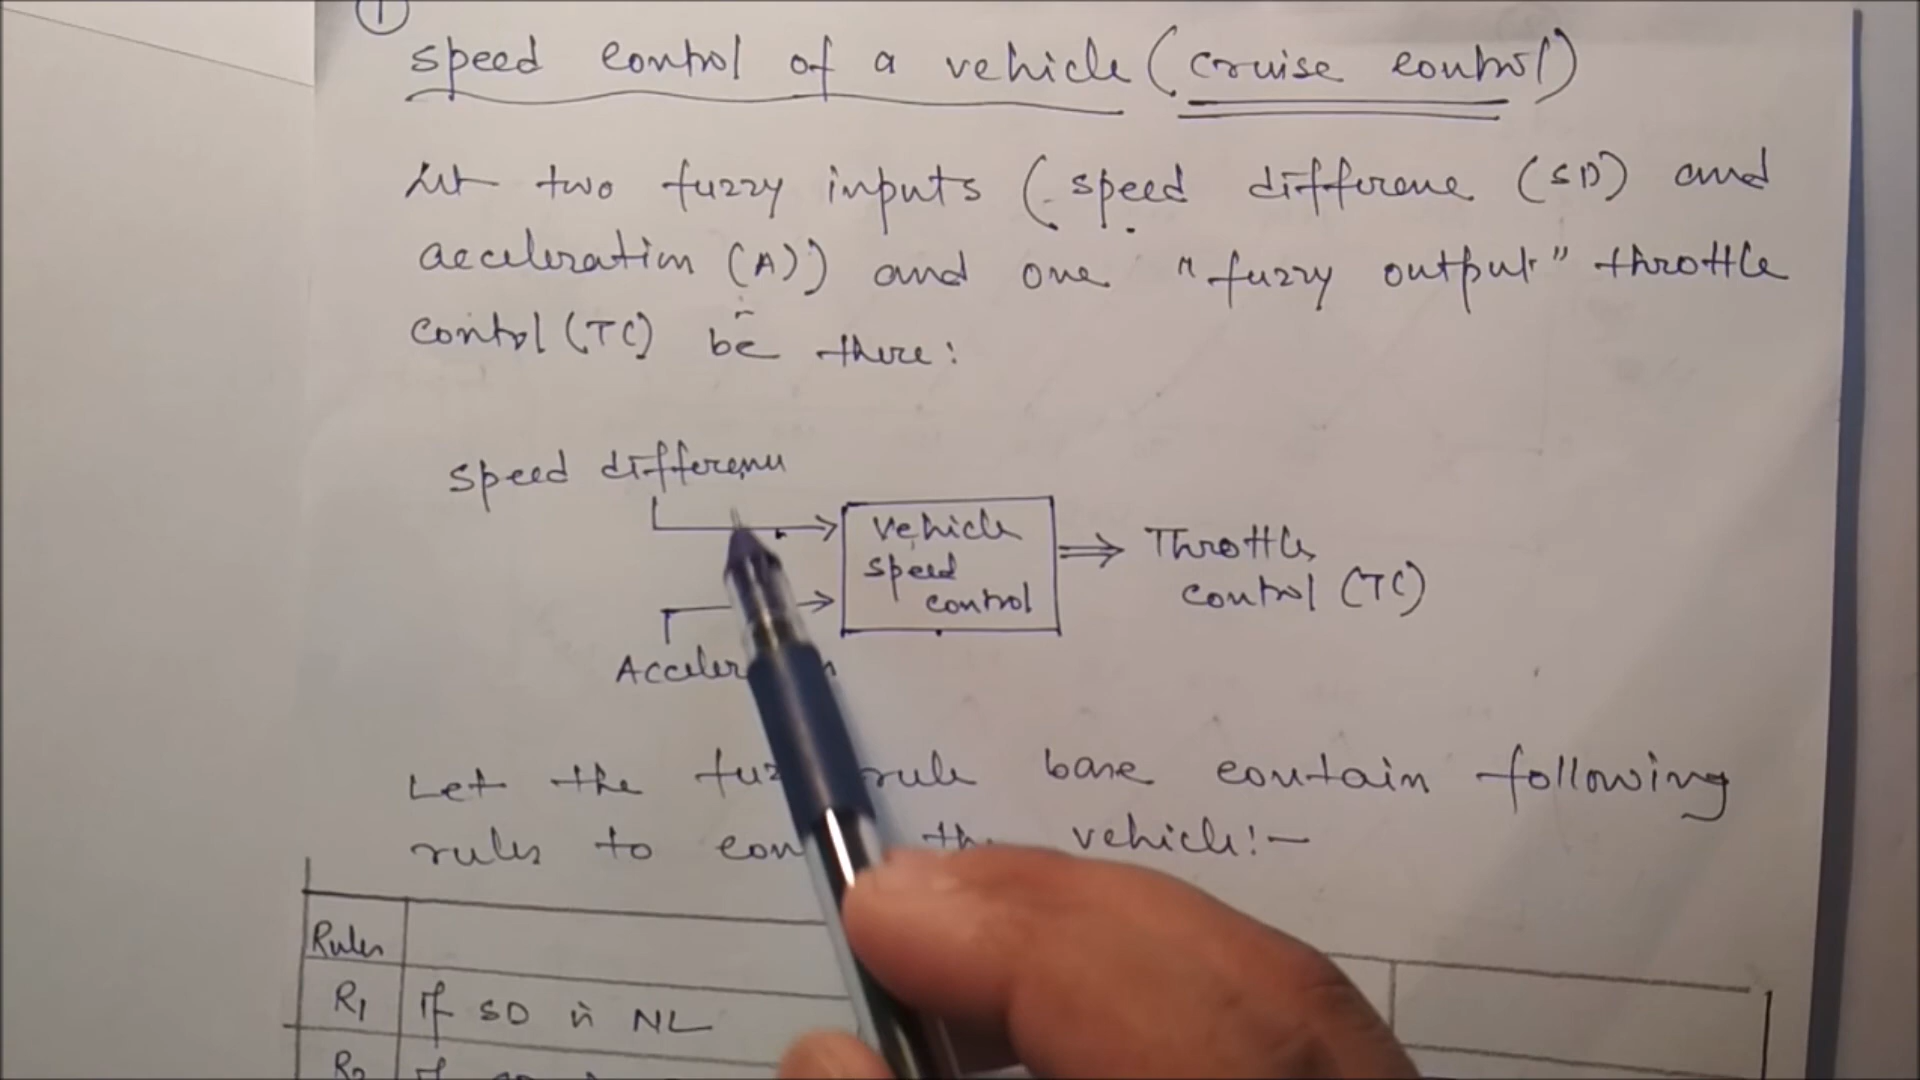 1
speed control of a vehicle (cruise control)
Let two fuzzy inputs (speed difference (SD) and
acceleration (A)) and one "fuzzy output" throttle
control (TC) be there:
speed difference
vehicle
speed
control
Throttle
control (TC)
Let the rule base contain following
rules to vehicle:-
Rules
R1 If SD is NL
R2 If